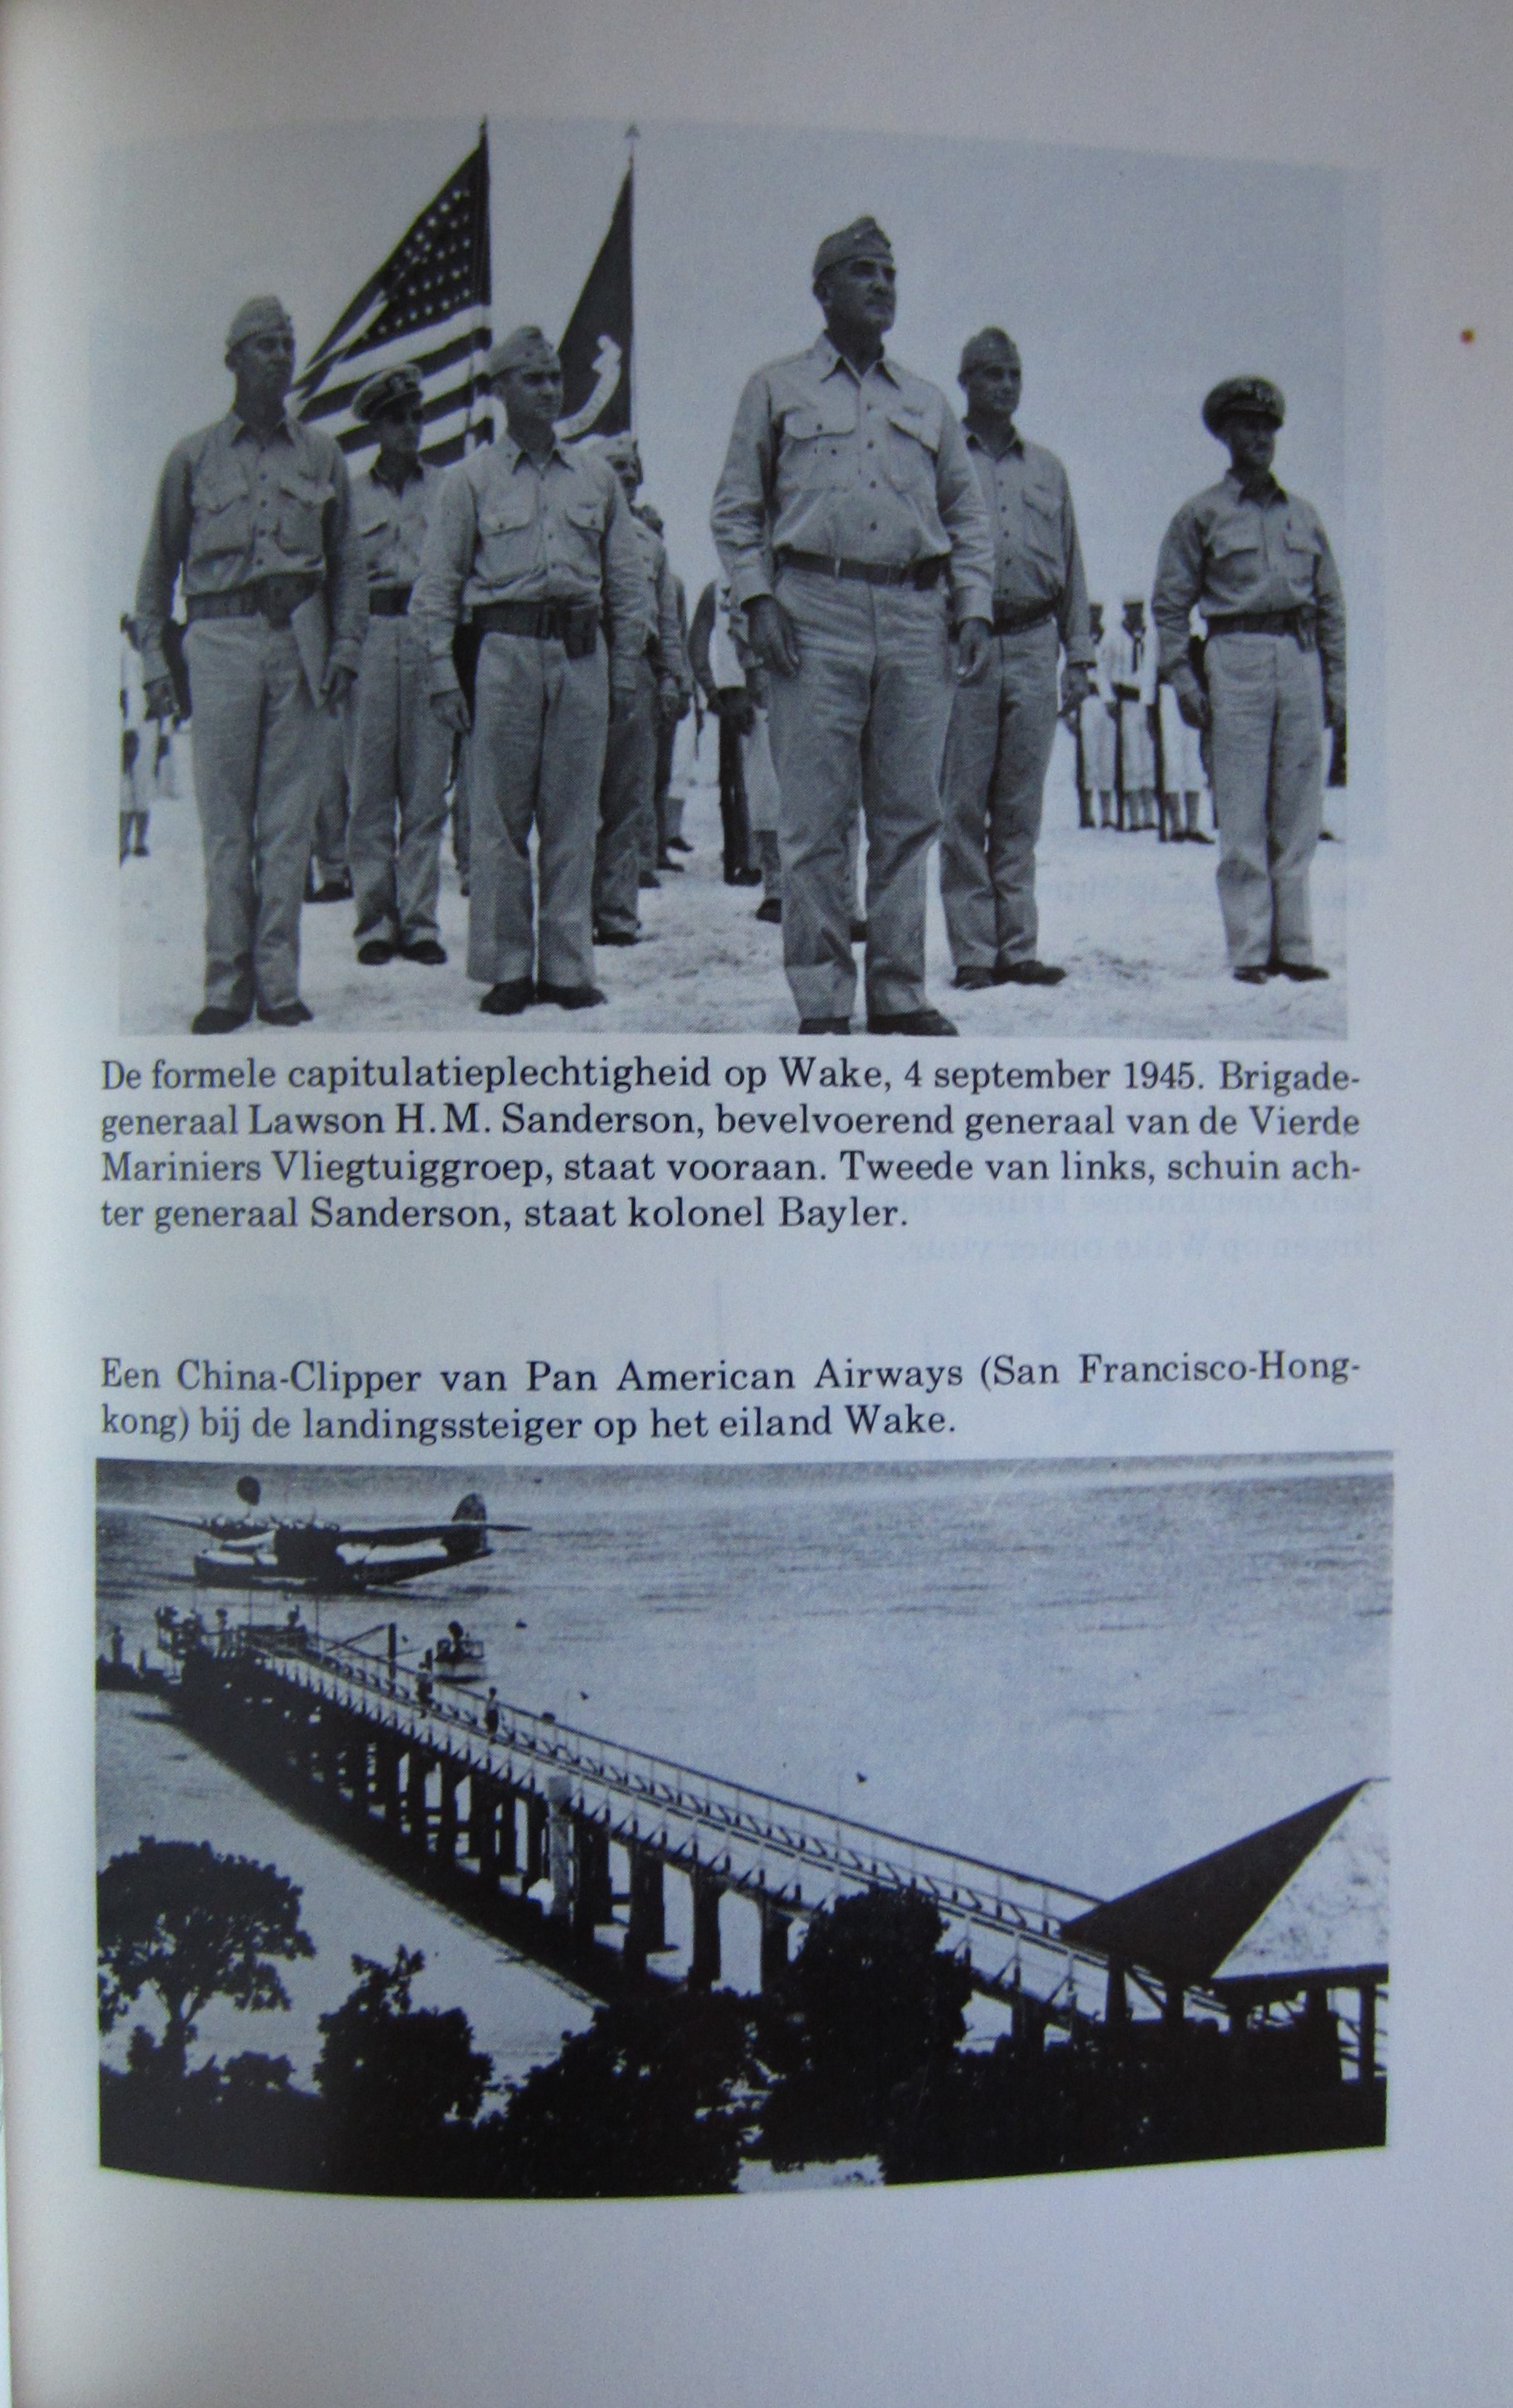 De formele capitulatieplechtigheid op Wake, 4 september 1945. Brigade-
generaal Lawson H.M. Sanderson, bevelvoerend generaal van de Vierde
Mariniers Vliegtuiggroep, staat vooraan. Tweede van links, schuin ach-
ter generaal Sanderson, staat kolonel Bayler.
Een China-Clipper van Pan American Airways (San Francisco-Hong-
kong) bij de landingssteiger op het eiland Wake.